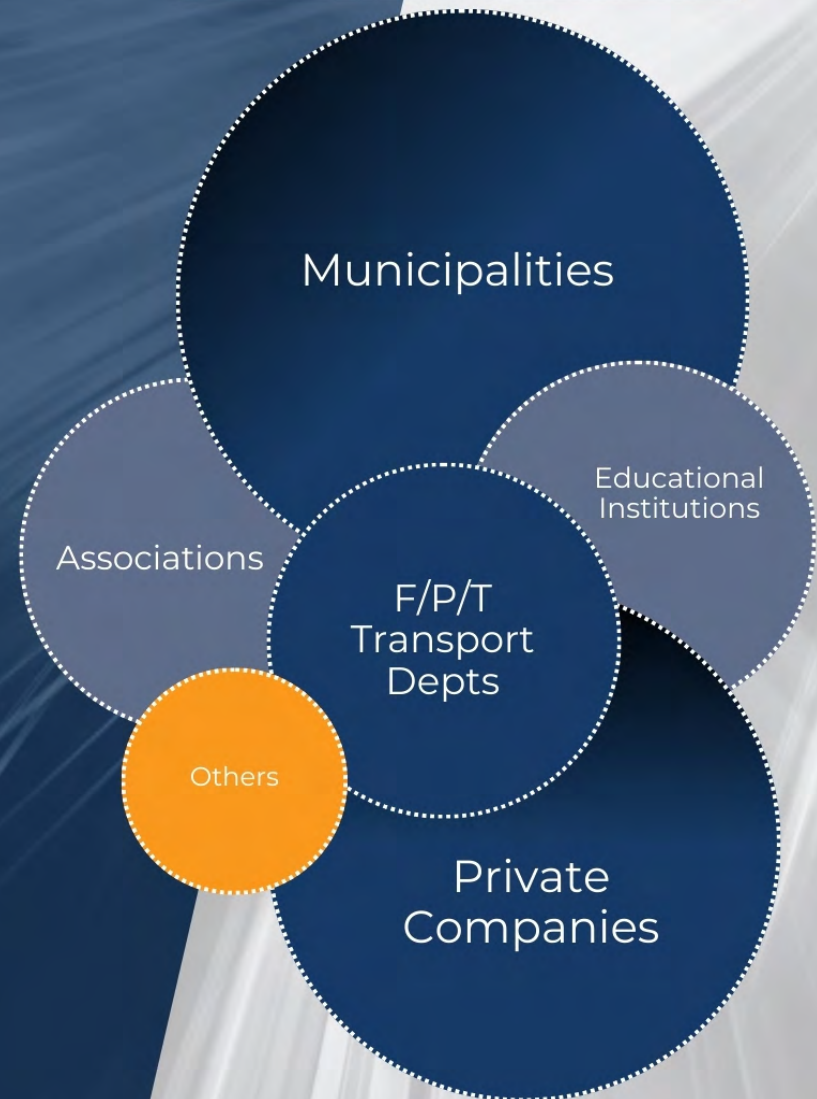 Municipalities
Educational
Institutions
Associations
F/P/T
Transport
Depts
Others
Private
Companies